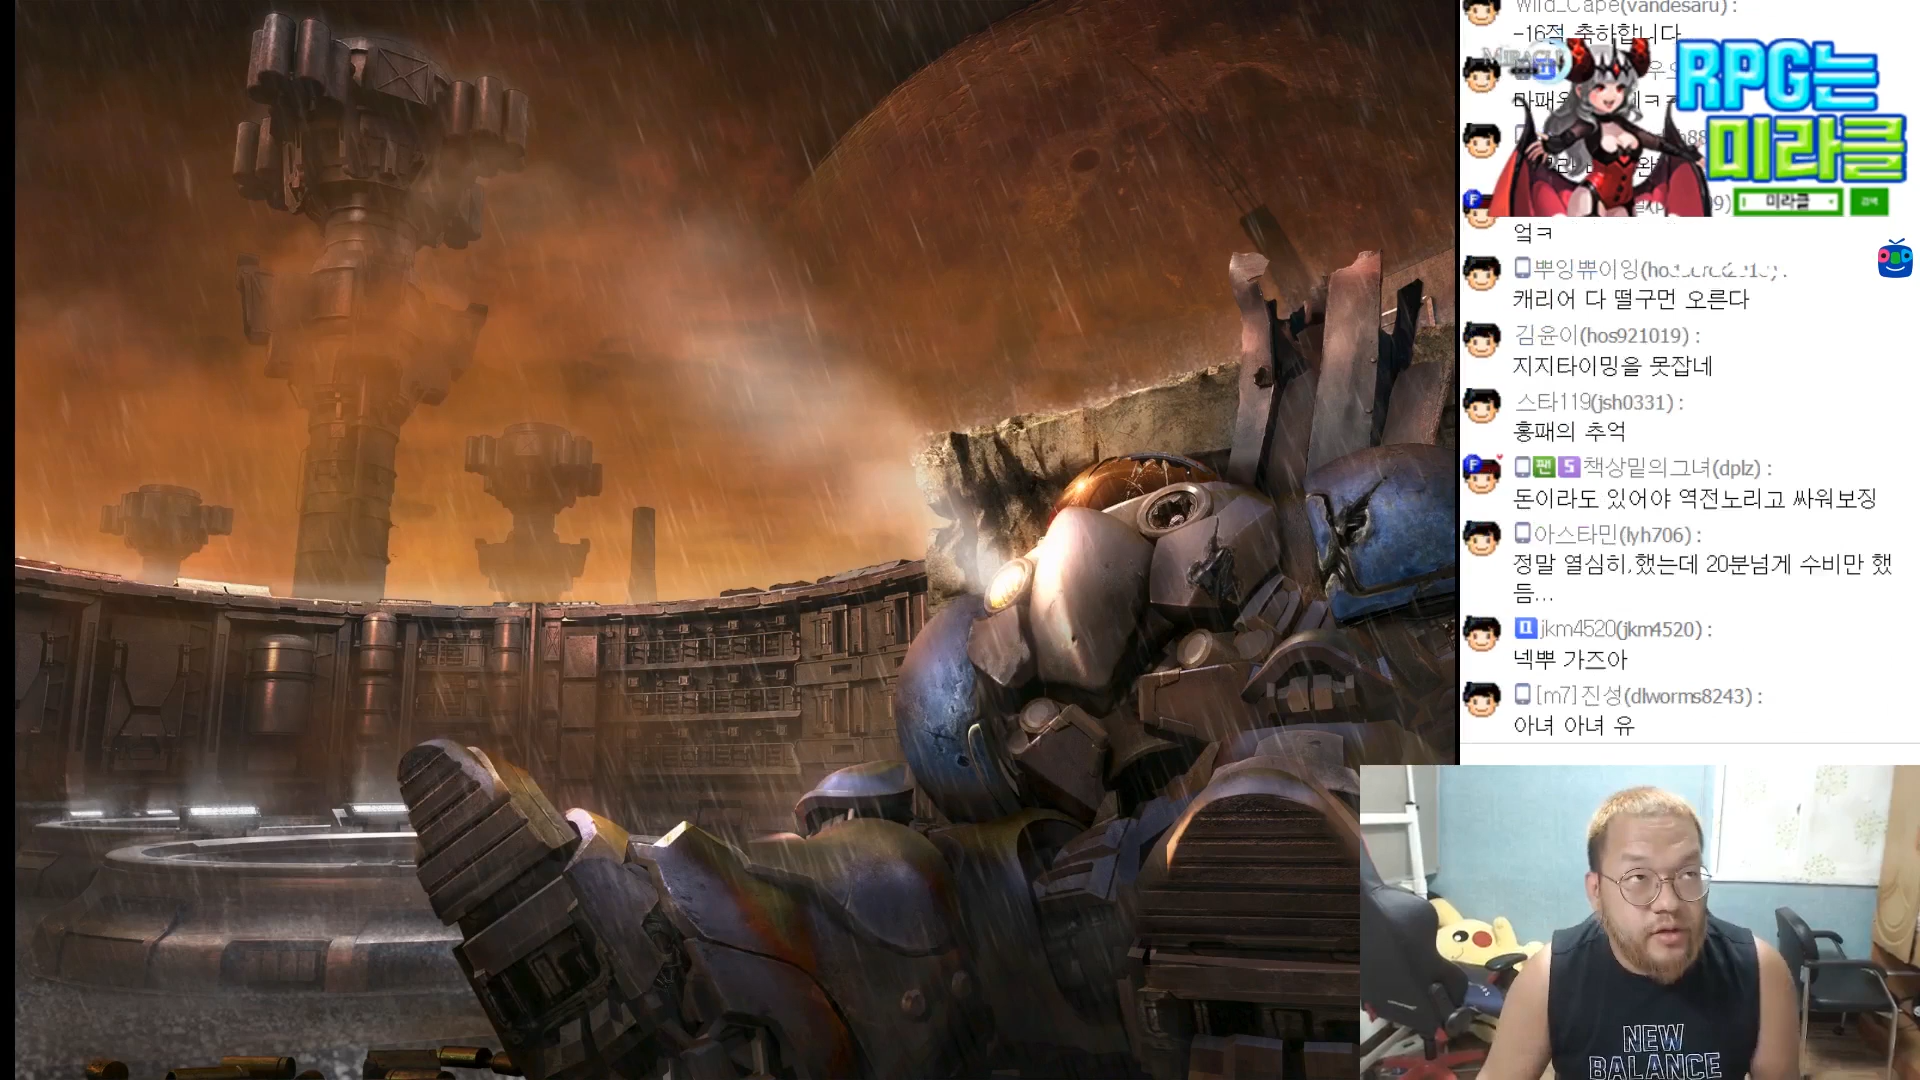 Wild_Cape(vandesaru) :
-16점 축하합니다
RPG는
미라클
미라클
검색
엌ㅋ
뿌잉쀼이잉
캐리어 다 떨구먼 오른다
김윤이(hos921019) :
지지타이밍을 못잡네
스타119(jsh0331) :
홍패의 추억
팬 5 책상밑의그녀(dplz) :
돈이라도 있어야 역전노리고 싸워보징
아스타민(lyh706) :
정말 열심히,했는데 20분넘게 수비만 했
듬...
jkm4520(jkm4520) :
넥뿌 가즈아
[m7]진성(dlworms8243) :
아녀 아녀 유
NEW
BALANCE